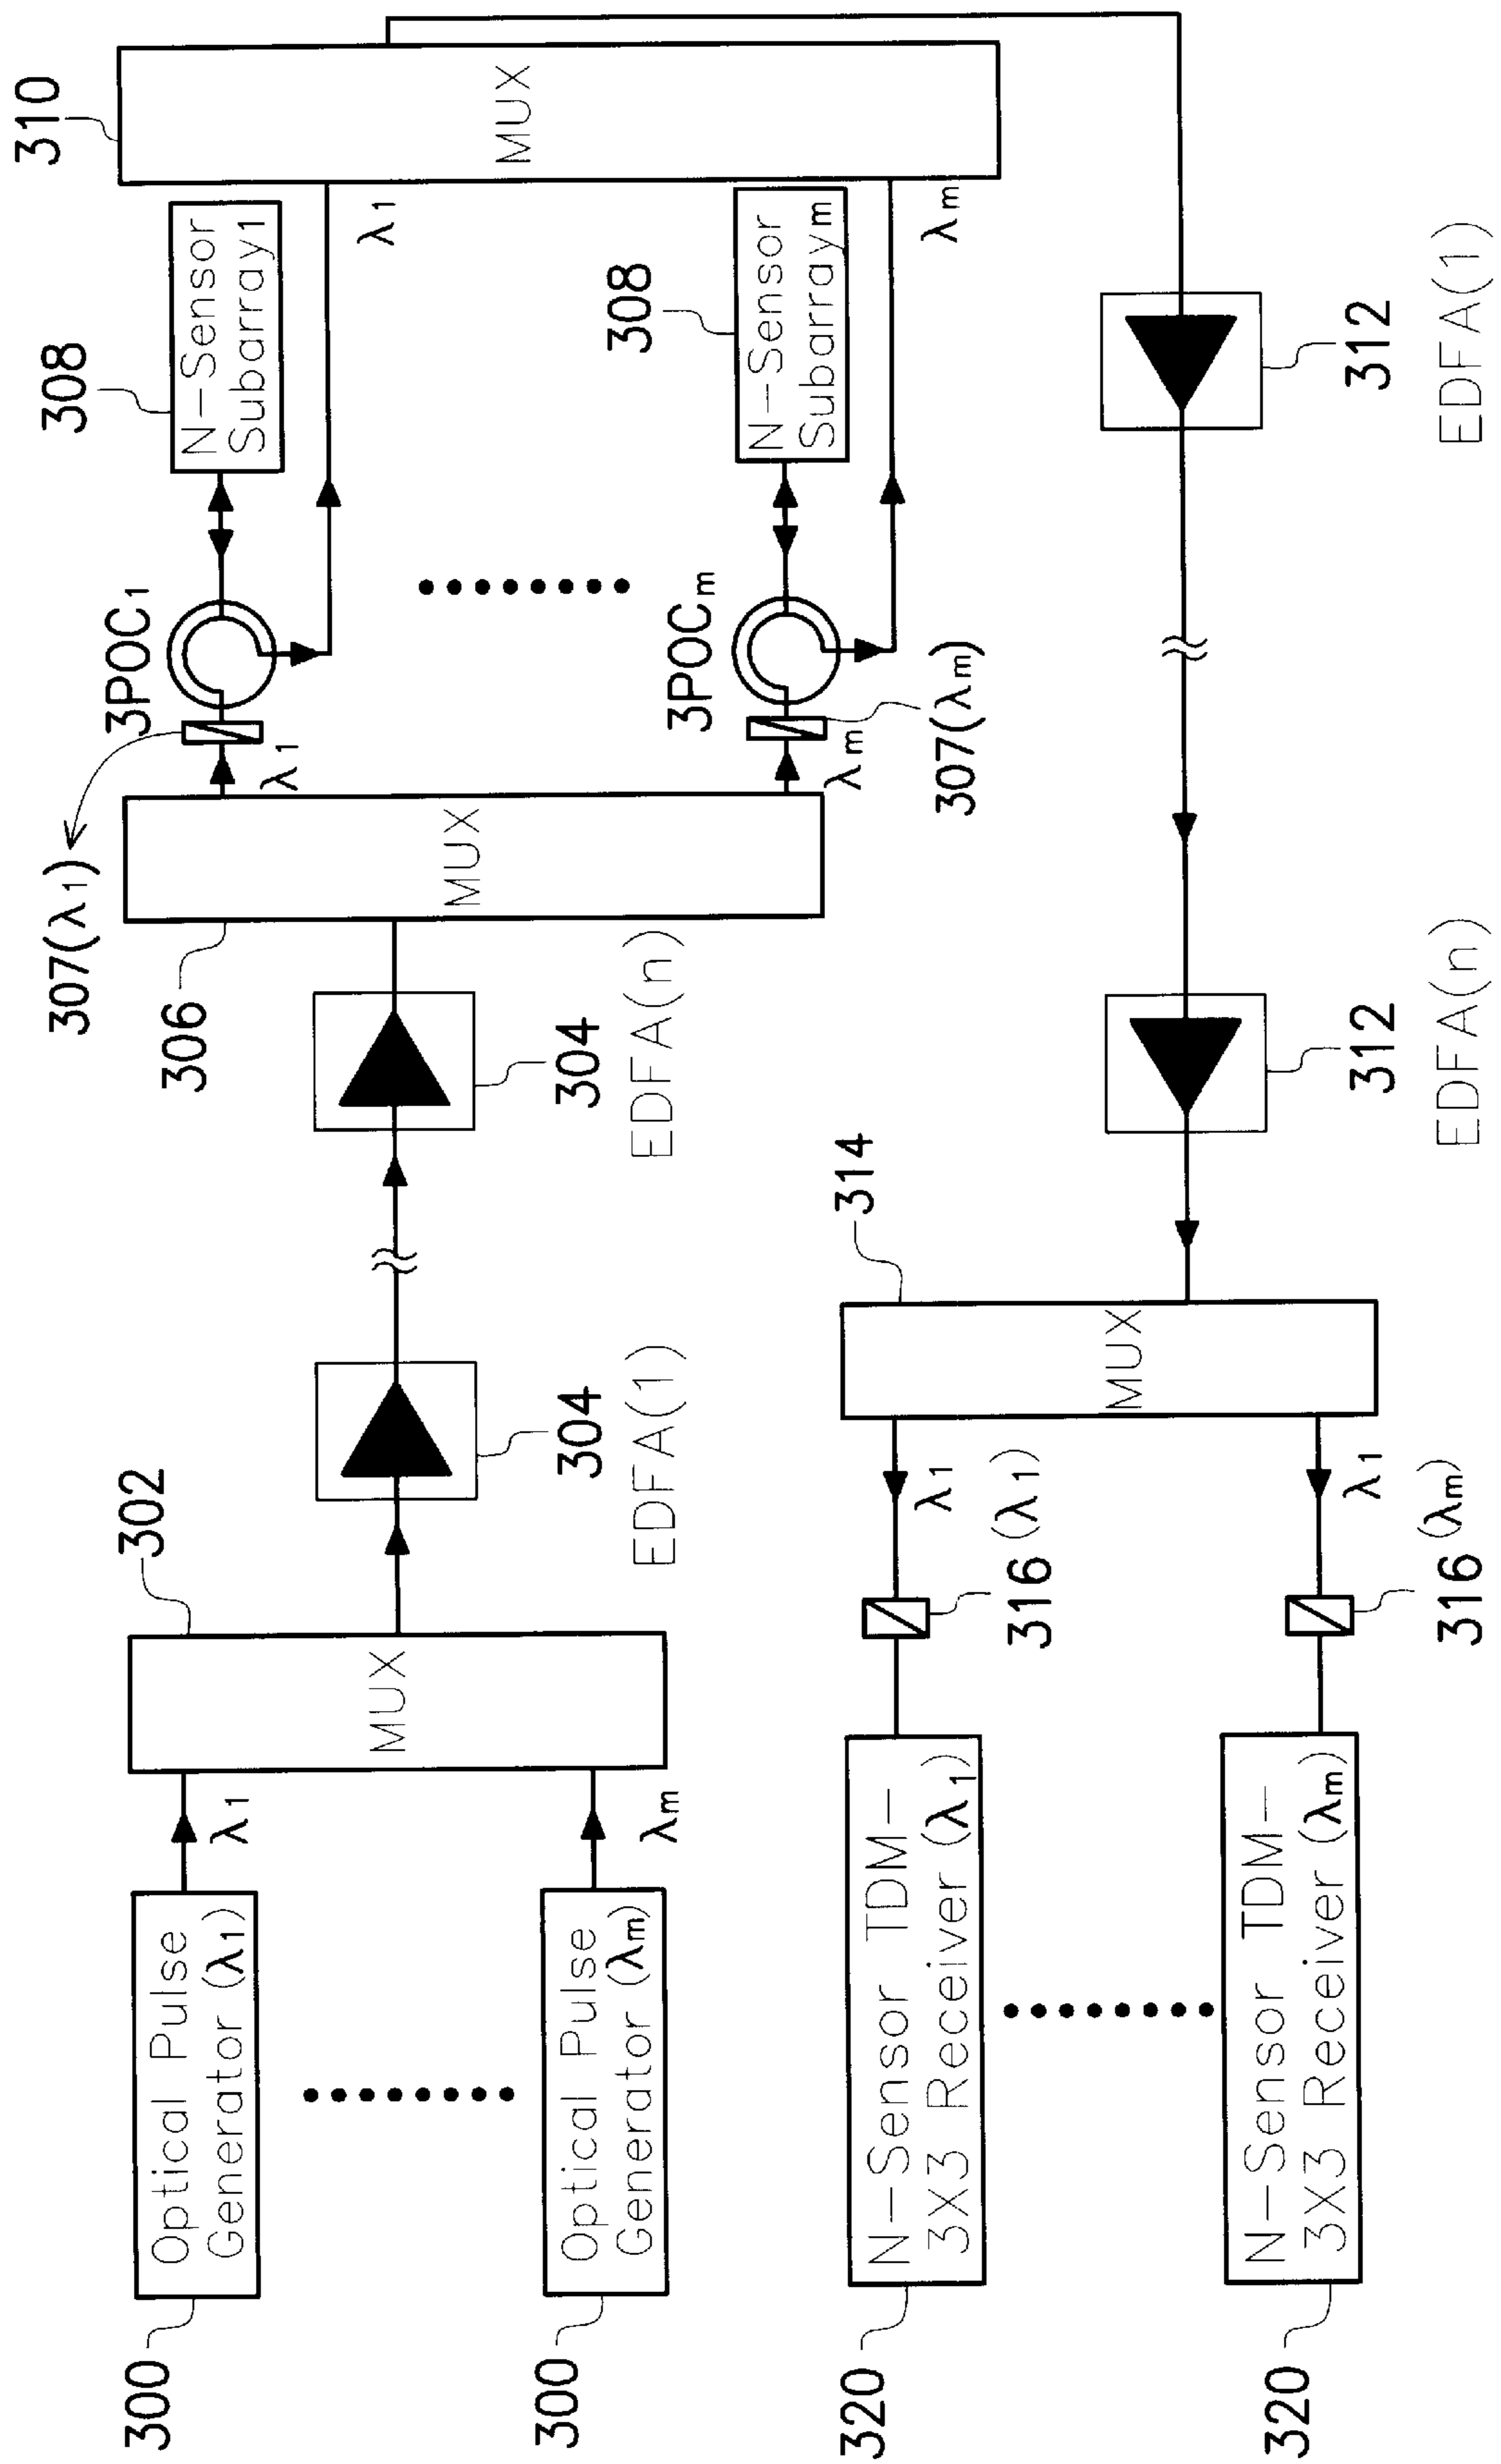 300
Optical Pulse
Generator (λ1)
λ1
300
Optical Pulse
Generator (λm)
λm
MUX
302
304
EDFA(1)
304
EDFA(n)
306
MUX
307(λ1)
λ1
3POC1
308
N-Sensor
Subarray1
λ1
λm
307(λm)
3POCm
308
N-Sensor
Subarraym
λm
310
MUX
312
EDFA(1)
312
EDFA(n)
314
MUX
λ1
316 (λ1)
λ1
316 (λm)
320
N-Sensor TDM-
3X3 Receiver (λ1)
320
N-Sensor TDM-
3X3 Receiver (λm)